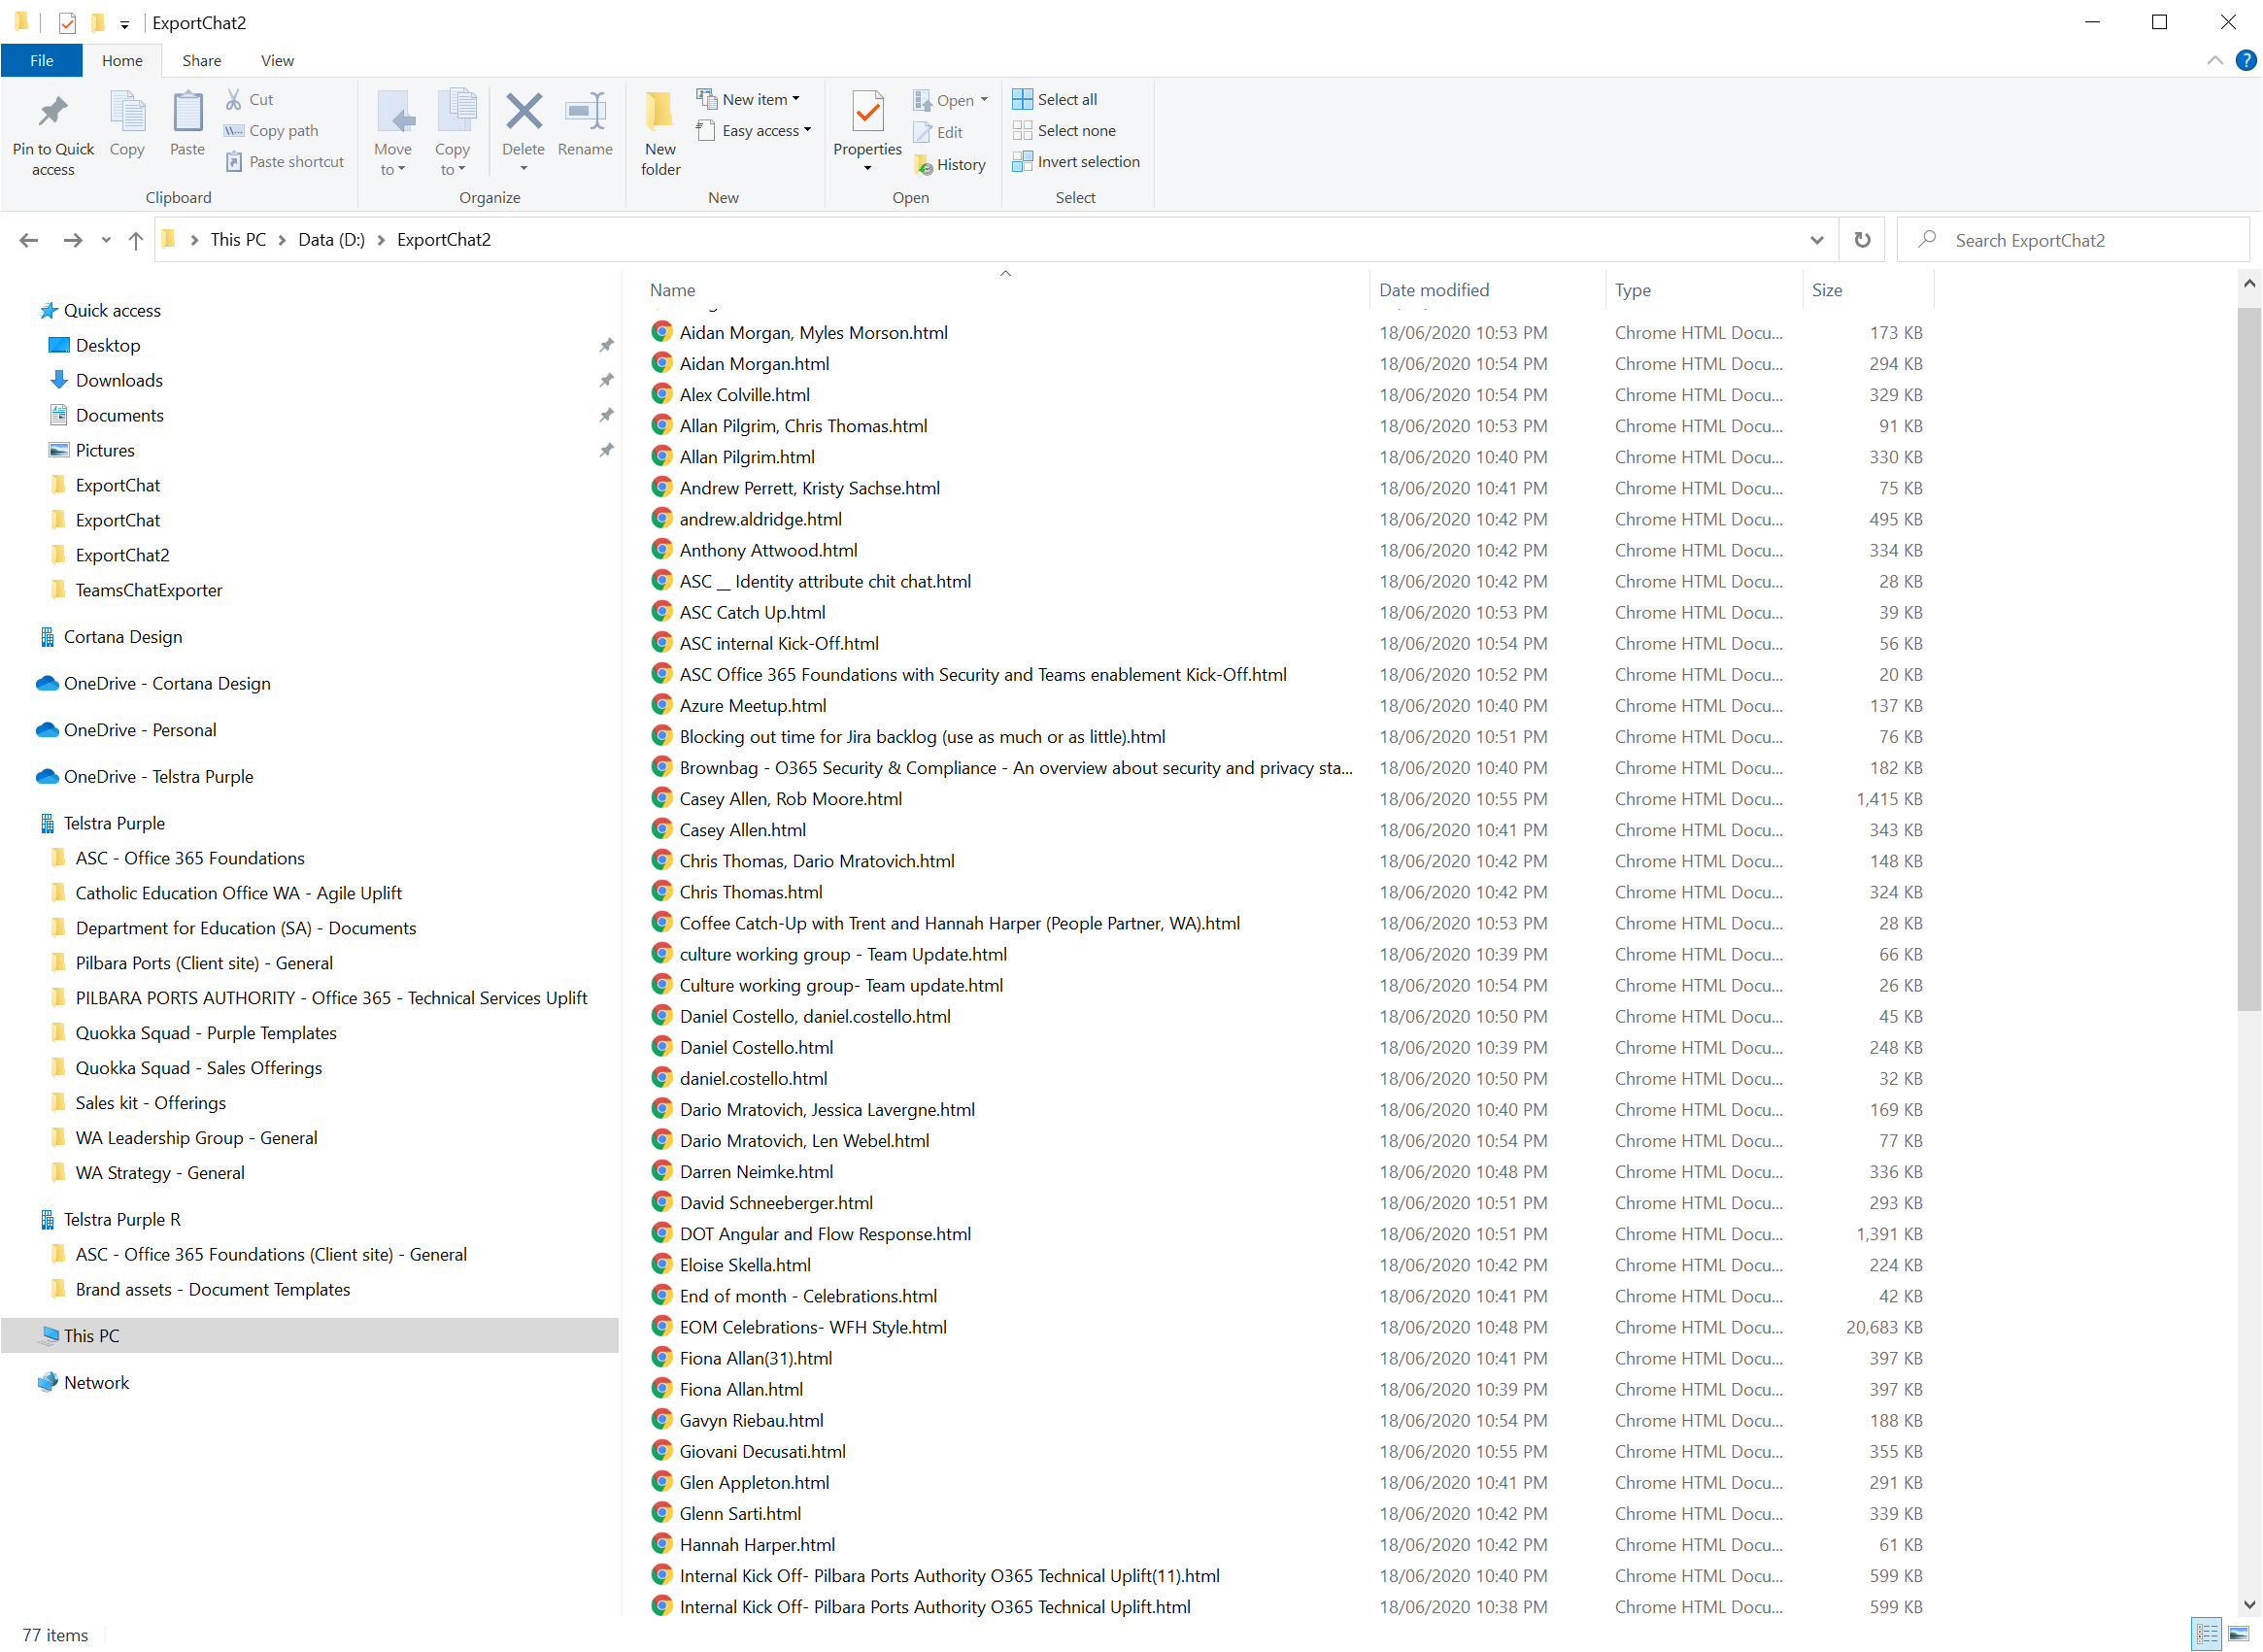 ExportChat2
File Home Share View
Pin to Quick access
Copy
Paste
Cut
Copy path
Paste shortcut
Clipboard
Move to
Copy to
Delete
Rename
Organize
New folder
New item
Easy access
New
Properties
Open
Edit
History
Open
Select all
Select none
Invert selection
Select
This PC > Data (D:) > ExportChat2
Search ExportChat2
Quick access
Desktop
Downloads
Documents
Pictures
ExportChat
ExportChat
ExportChat2
TeamsChatExporter
Cortana Design
OneDrive - Cortana Design
OneDrive - Personal
OneDrive - Telstra Purple
Telstra Purple
ASC - Office 365 Foundations
Catholic Education Office WA - Agile Uplift
Department for Education (SA) - Documents
Pilbara Ports (Client site) - General
PILBARA PORTS AUTHORITY - Office 365 - Technical Services Uplift
Quokka Squad - Purple Templates
Quokka Squad - Sales Offerings
Sales kit - Offerings
WA Leadership Group - General
WA Strategy - General
Telstra Purple R
ASC - Office 365 Foundations (Client site) - General
Brand assets - Document Templates
This PC
Network
Name Date modified Type Size
Aidan Morgan, Myles Morson.html 18/06/2020 10:53 PM Chrome HTML Docu... 173 KB
Aidan Morgan.html 18/06/2020 10:54 PM Chrome HTML Docu... 294 KB
Alex Colville.html 18/06/2020 10:54 PM Chrome HTML Docu... 329 KB
Allan Pilgrim, Chris Thomas.html 18/06/2020 10:53 PM Chrome HTML Docu... 91 KB
Allan Pilgrim.html 18/06/2020 10:40 PM Chrome HTML Docu... 330 KB
Andrew Perrett, Kristy Sachse.html 18/06/2020 10:41 PM Chrome HTML Docu... 75 KB
andrew.aldridge.html 18/06/2020 10:42 PM Chrome HTML Docu... 495 KB
Anthony Attwood.html 18/06/2020 10:42 PM Chrome HTML Docu... 334 KB
ASC __ Identity attribute chit chat.html 18/06/2020 10:42 PM Chrome HTML Docu... 28 KB
ASC Catch Up.html 18/06/2020 10:53 PM Chrome HTML Docu... 39 KB
ASC internal Kick-Off.html 18/06/2020 10:54 PM Chrome HTML Docu... 56 KB
ASC Office 365 Foundations with Security and Teams enablement Kick-Off.html 18/06/2020 10:52 PM Chrome HTML Docu... 20 KB
Azure Meetup.html 18/06/2020 10:40 PM Chrome HTML Docu... 137 KB
Blocking out time for Jira backlog (use as much or as little).html 18/06/2020 10:51 PM Chrome HTML Docu... 76 KB
Brownbag - O365 Security & Compliance - An overview about security and privacy sta... 18/06/2020 10:40 PM Chrome HTML Docu... 182 KB
Casey Allen, Rob Moore.html 18/06/2020 10:55 PM Chrome HTML Docu... 1,415 KB
Casey Allen.html 18/06/2020 10:41 PM Chrome HTML Docu... 343 KB
Chris Thomas, Dario Mratovich.html 18/06/2020 10:42 PM Chrome HTML Docu... 148 KB
Chris Thomas.html 18/06/2020 10:42 PM Chrome HTML Docu... 324 KB
Coffee Catch-Up with Trent and Hannah Harper (People Partner, WA).html 18/06/2020 10:53 PM Chrome HTML Docu... 28 KB
culture working group - Team Update.html 18/06/2020 10:39 PM Chrome HTML Docu... 66 KB
Culture working group- Team update.html 18/06/2020 10:54 PM Chrome HTML Docu... 26 KB
Daniel Costello, daniel.costello.html 18/06/2020 10:50 PM Chrome HTML Docu... 45 KB
Daniel Costello.html 18/06/2020 10:39 PM Chrome HTML Docu... 248 KB
daniel.costello.html 18/06/2020 10:50 PM Chrome HTML Docu... 32 KB
Dario Mratovich, Jessica Lavergne.html 18/06/2020 10:40 PM Chrome HTML Docu... 169 KB
Dario Mratovich, Len Webel.html 18/06/2020 10:54 PM Chrome HTML Docu... 77 KB
Darren Neimke.html 18/06/2020 10:48 PM Chrome HTML Docu... 336 KB
David Schneeberger.html 18/06/2020 10:51 PM Chrome HTML Docu... 293 KB
DOT Angular and Flow Response.html 18/06/2020 10:51 PM Chrome HTML Docu... 1,391 KB
Eloise Skella.html 18/06/2020 10:42 PM Chrome HTML Docu... 224 KB
End of month - Celebrations.html 18/06/2020 10:41 PM Chrome HTML Docu... 42 KB
EOM Celebrations- WFH Style.html 18/06/2020 10:48 PM Chrome HTML Docu... 20,683 KB
Fiona Allan(31).html 18/06/2020 10:41 PM Chrome HTML Docu... 397 KB
Fiona Allan.html 18/06/2020 10:39 PM Chrome HTML Docu... 397 KB
Gavyn Riebau.html 18/06/2020 10:54 PM Chrome HTML Docu... 188 KB
Giovani Decusati.html 18/06/2020 10:55 PM Chrome HTML Docu... 355 KB
Glen Appleton.html 18/06/2020 10:41 PM Chrome HTML Docu... 291 KB
Glenn Sarti.html 18/06/2020 10:42 PM Chrome HTML Docu... 339 KB
Hannah Harper.html 18/06/2020 10:42 PM Chrome HTML Docu... 61 KB
Internal Kick Off- Pilbara Ports Authority O365 Technical Uplift(11).html 18/06/2020 10:40 PM Chrome HTML Docu... 599 KB
Internal Kick Off- Pilbara Ports Authority O365 Technical Uplift.html 18/06/2020 10:38 PM Chrome HTML Docu... 599 KB
77 items